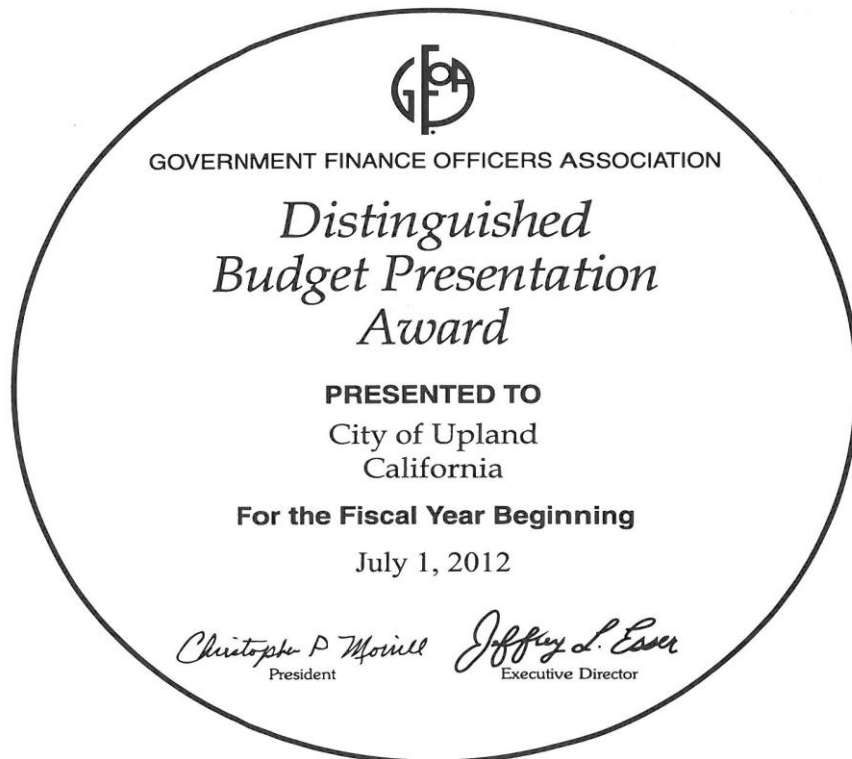 GFOA
GOVERNMENT FINANCE OFFICERS ASSOCIATION
Distinguished
Budget Presentation
Award
PRESENTED TO
City of Upland
California
For the Fiscal Year Beginning
July 1, 2012
Christopher P Morrill Jeffrey L. Esser
President Executive Director